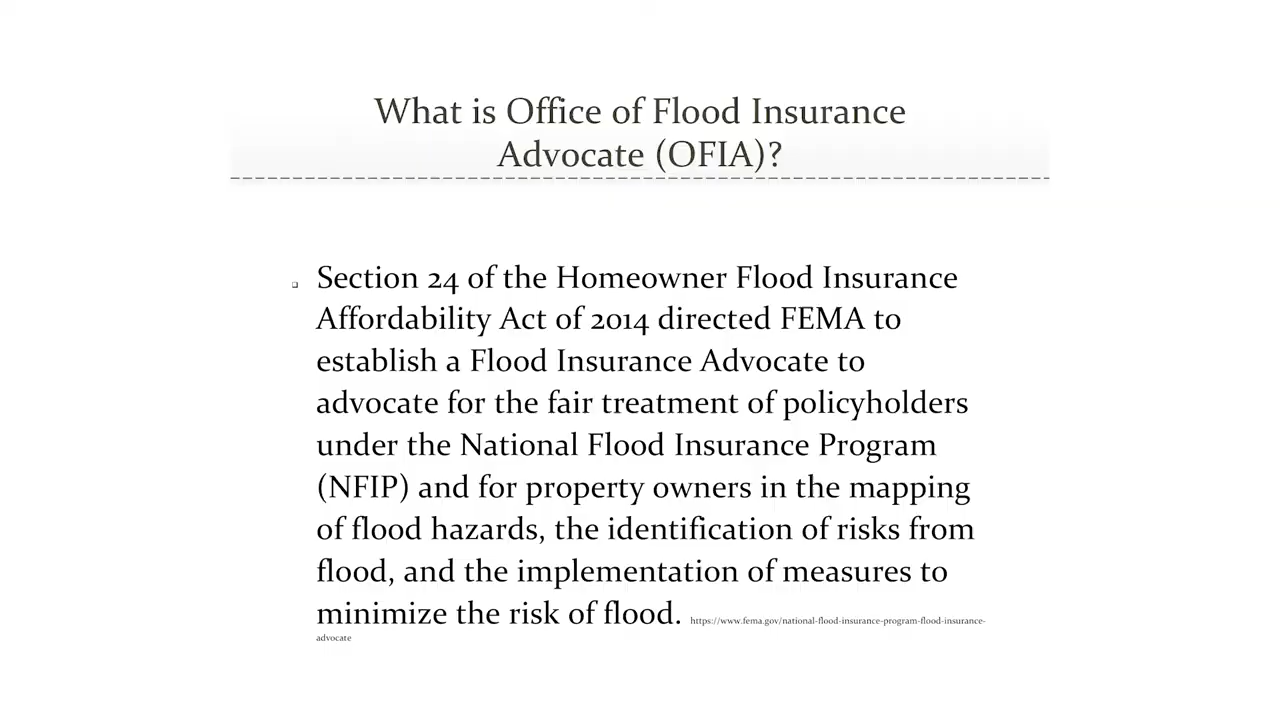 What is Office of Flood Insurance
Advocate (OFIA)?
Section 24 of the Homeowner Flood Insurance
Affordability Act of 2014 directed FEMA to
establish a Flood Insurance Advocate to
advocate for the fair treatment of policyholders
under the National Flood Insurance Program
(NFIP) and for property owners in the mapping
of flood hazards, the identification of risks from
flood, and the implementation of measures to
minimize the risk of flood. https://www.fema.gov/national-flood-insurance-program-flood-insurance-
advocate